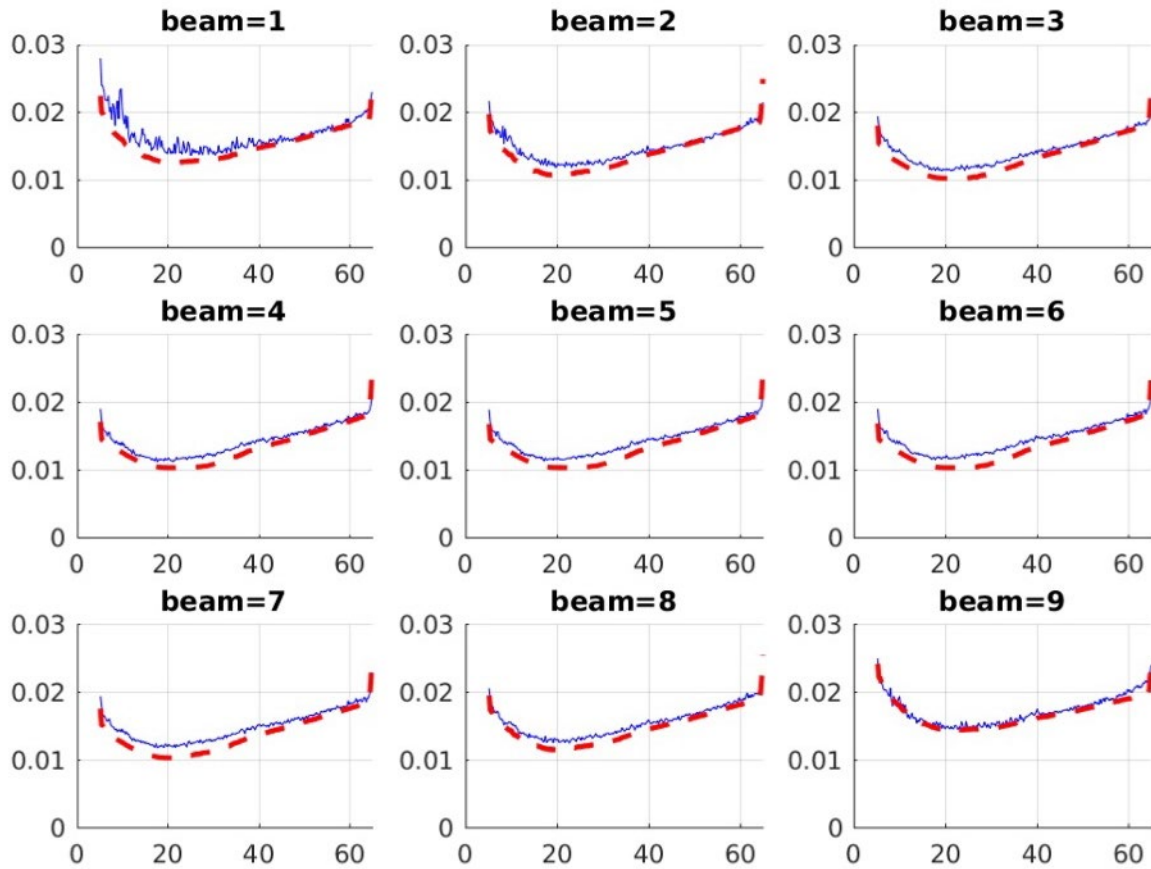 beam=1 beam=2 beam=3
0.03 0.03 0.03
0.02 0.02 0.02
0.01 0.01 0.01
0 0 0
0 20 40 60 0 20 40 60 0 20 40 60
beam=4 beam=5 beam=6
0.03 0.03 0.03
0.02 0.02 0.02
0.01 0.01 0.01
0 0 0
0 20 40 60 0 20 40 60 0 20 40 60
beam=7 beam=8 beam=9
0.03 0.03 0.03
0.02 0.02 0.02
0.01 0.01 0.01
0 0 0
0 20 40 60 0 20 40 60 0 20 40 60